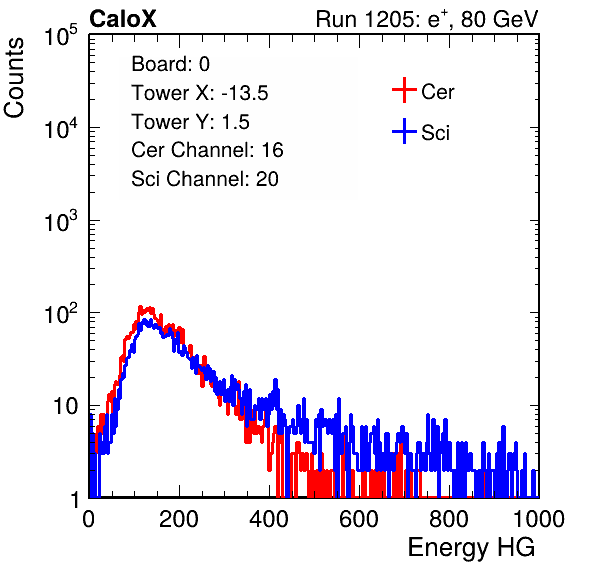 CaloX Run 1205: e⁺, 80 GeV
Counts
10⁵
10⁴
10³
10²
10
1
Board: 0
Tower X: -13.5
Tower Y: 1.5
Cer Channel: 16
Sci Channel: 20
Cer
Sci
0 200 400 600 800 1000
Energy HG